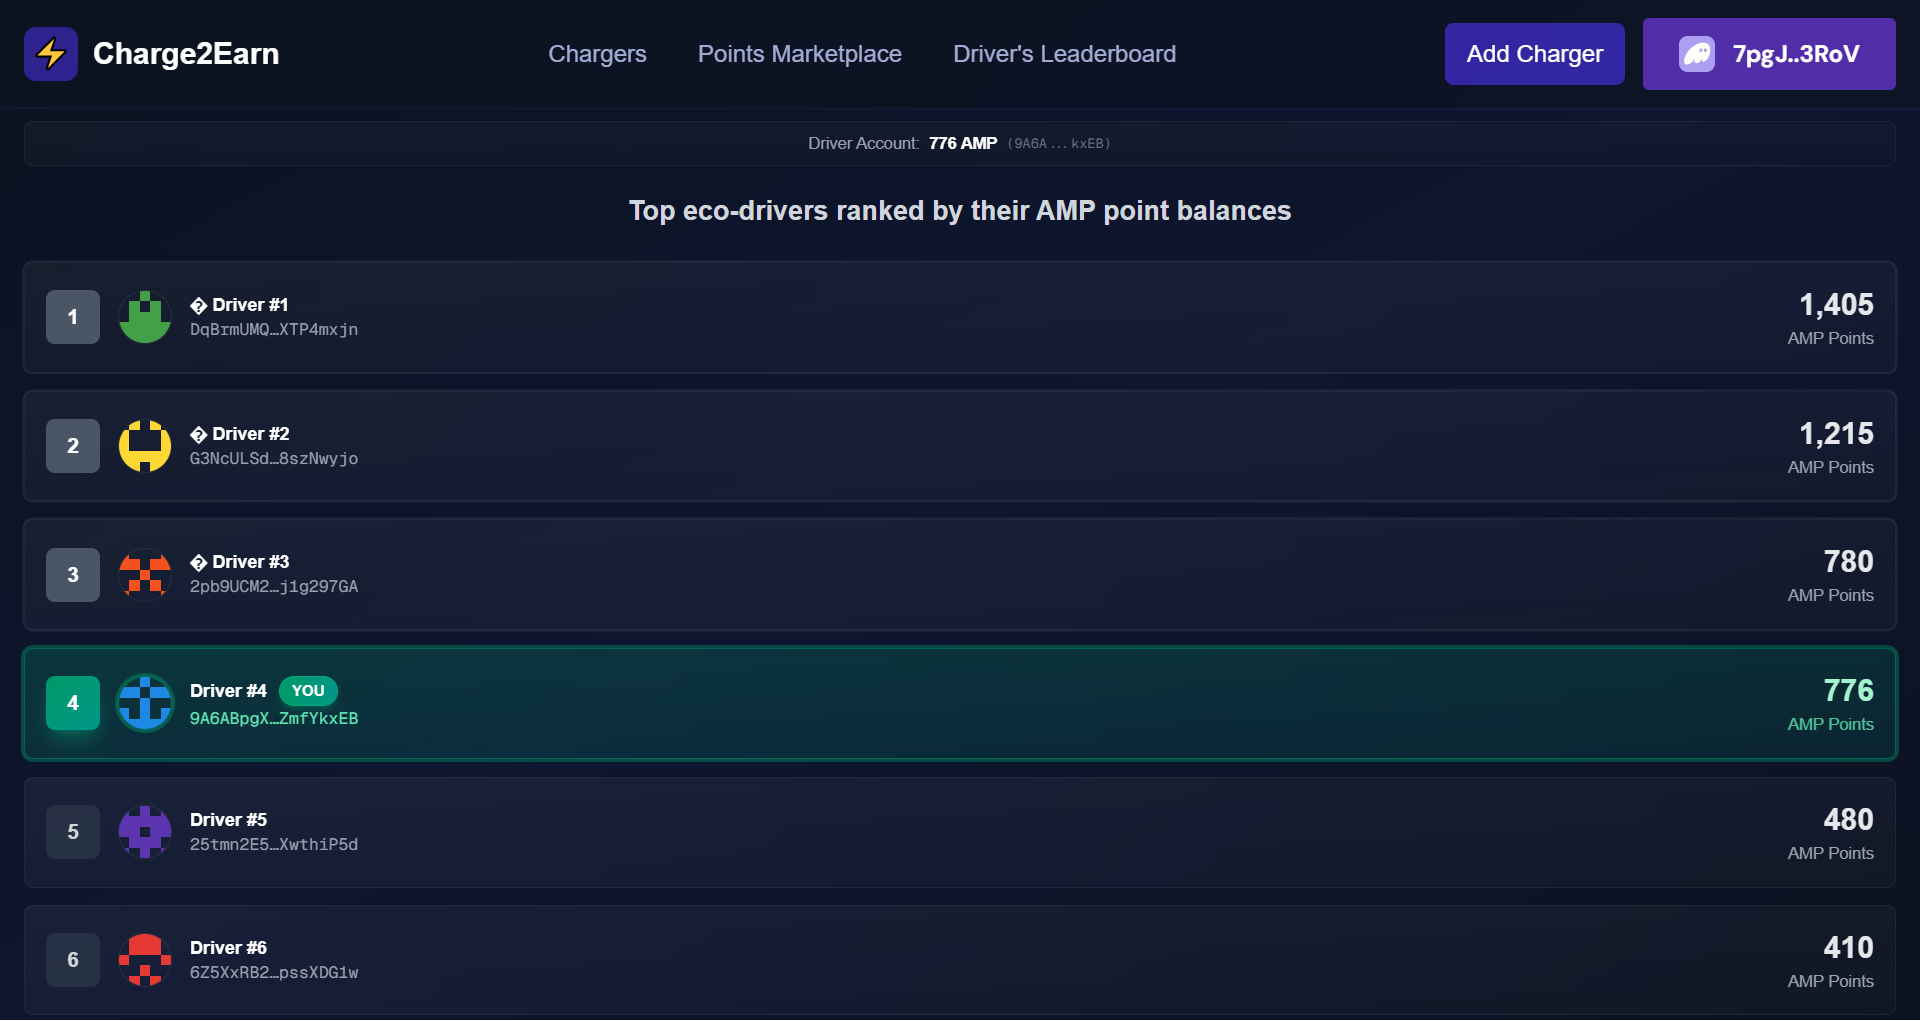 Charge2Earn
Chargers
Points Marketplace
Driver's Leaderboard
Add Charger
7pgJ..3RoV
Driver Account: 776 AMP (9A6A...kxEB)
Top eco-drivers ranked by their AMP point balances
1
� Driver #1
DqBrmUMQ…XTP4mxjn
1,405
AMP Points
2
� Driver #2
G3NcULSd…8szNwyjo
1,215
AMP Points
3
� Driver #3
2pb9UCM2…j1g297GA
780
AMP Points
4
Driver #4 YOU
9A6ABpgX…ZmfYkxEB
776
AMP Points
5
Driver #5
25tmn2E5…XwthiP5d
480
AMP Points
6
Driver #6
6Z5XxRB2…pssXDG1w
410
AMP Points